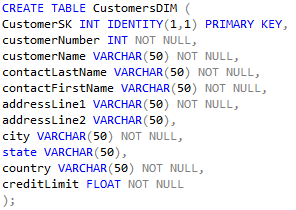 CREATE TABLE CustomersDIM (
CustomerSK INT IDENTITY(1,1) PRIMARY KEY,
customerNumber INT NOT NULL,
customerName VARCHAR(50) NOT NULL,
contactLastName VARCHAR(50) NOT NULL,
contactFirstName VARCHAR(50) NOT NULL,
addressLine1 VARCHAR(50) NOT NULL,
addressLine2 VARCHAR(50),
city VARCHAR(50) NOT NULL,
state VARCHAR(50),
country VARCHAR(50) NOT NULL,
creditLimit FLOAT NOT NULL
);